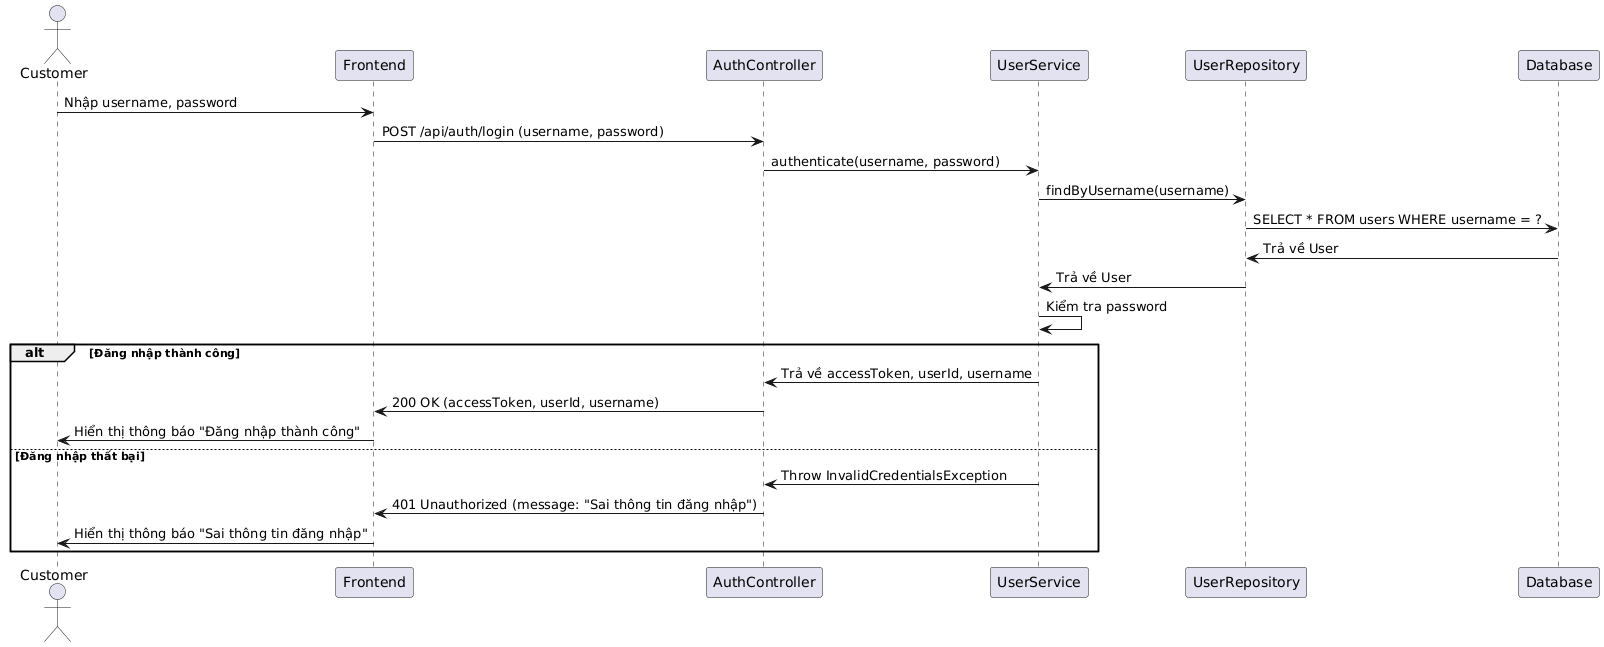 Customer
Frontend
AuthController
UserService
UserRepository
Database
Nhập username, password
POST /api/auth/login (username, password)
authenticate(username, password)
findByUsername(username)
SELECT * FROM users WHERE username = ?
Trả về User
Trả về User
Kiểm tra password
alt [Đăng nhập thành công]
Trả về accessToken, userId, username
200 OK (accessToken, userId, username)
Hiển thị thông báo "Đăng nhập thành công"
[Đăng nhập thất bại]
Throw InvalidCredentialsException
401 Unauthorized (message: "Sai thông tin đăng nhập")
Hiển thị thông báo "Sai thông tin đăng nhập"
Customer
Frontend
AuthController
UserService
UserRepository
Database